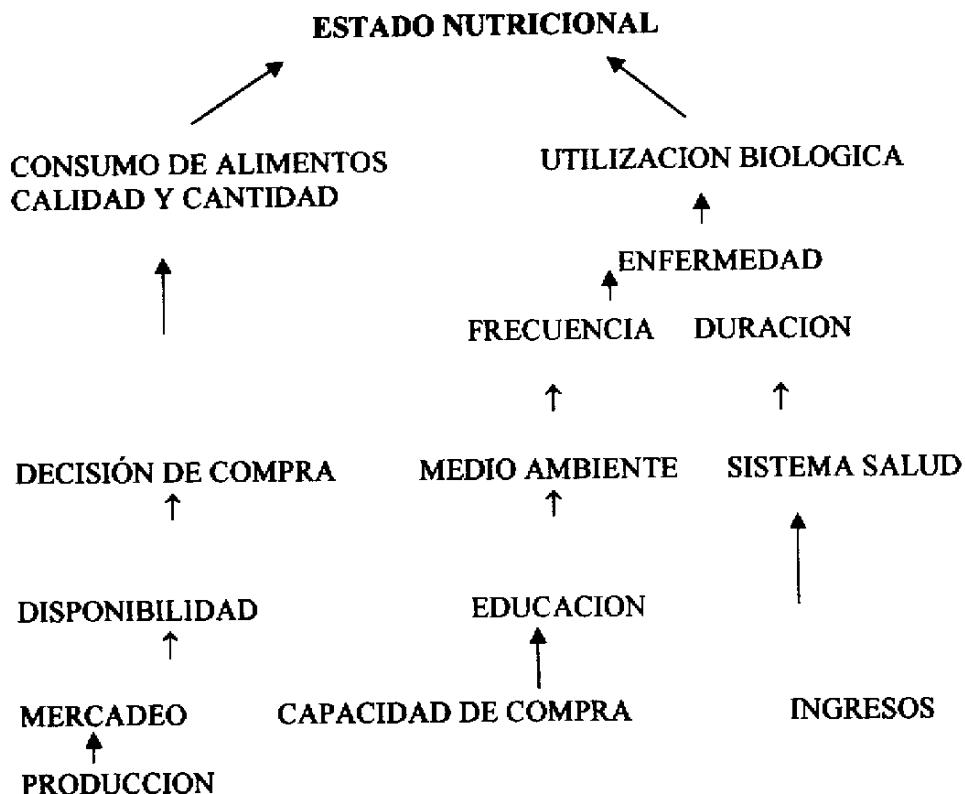 ESTADO NUTRICIONAL
CONSUMO DE ALIMENTOS
CALIDAD Y CANTIDAD
UTILIZACION BIOLOGICA
ENFERMEDAD
FRECUENCIA
DURACION
DECISIÓN DE COMPRA
MEDIO AMBIENTE
SISTEMA SALUD
DISPONIBILIDAD
EDUCACION
MERCADEO
CAPACIDAD DE COMPRA
INGRESOS
PRODUCCION